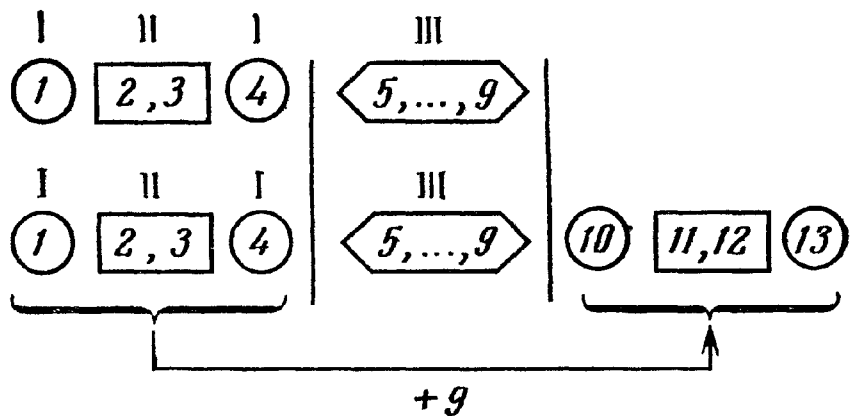 I II I III
1 2, 3 4 5, ..., 9
I II I III
1 2, 3 4 5, ..., 9 10 11, 12 13
+9